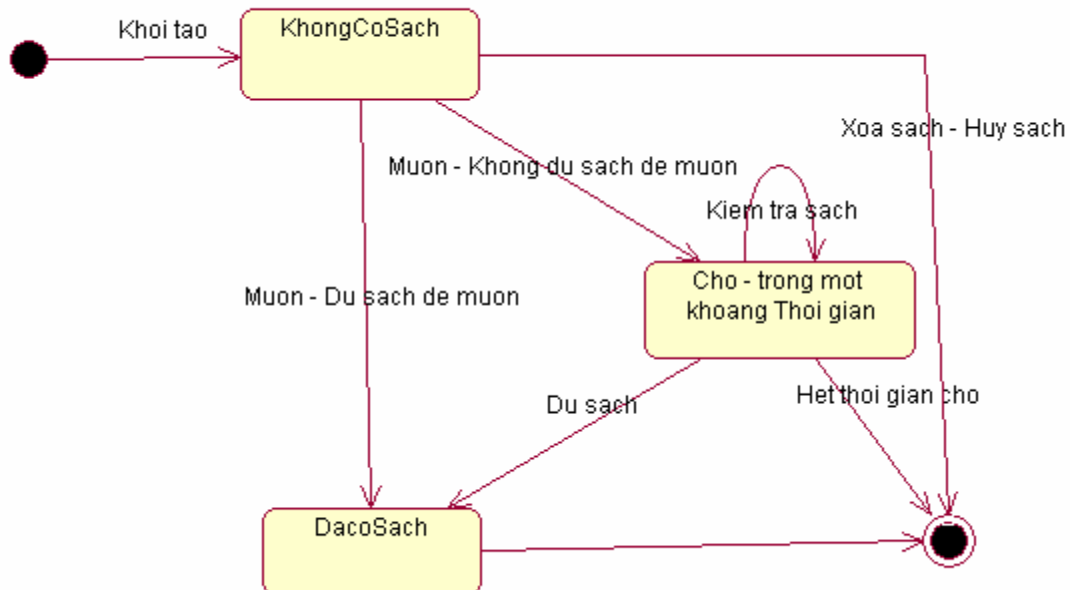 Khoi tao
KhongCoSach
Xoa sach - Huy sach
Muon - Khong du sach de muon
Kiem tra sach
Cho - trong mot
khoang Thoi gian
Muon - Du sach de muon
Du sach
Het thoi gian cho
DacoSach